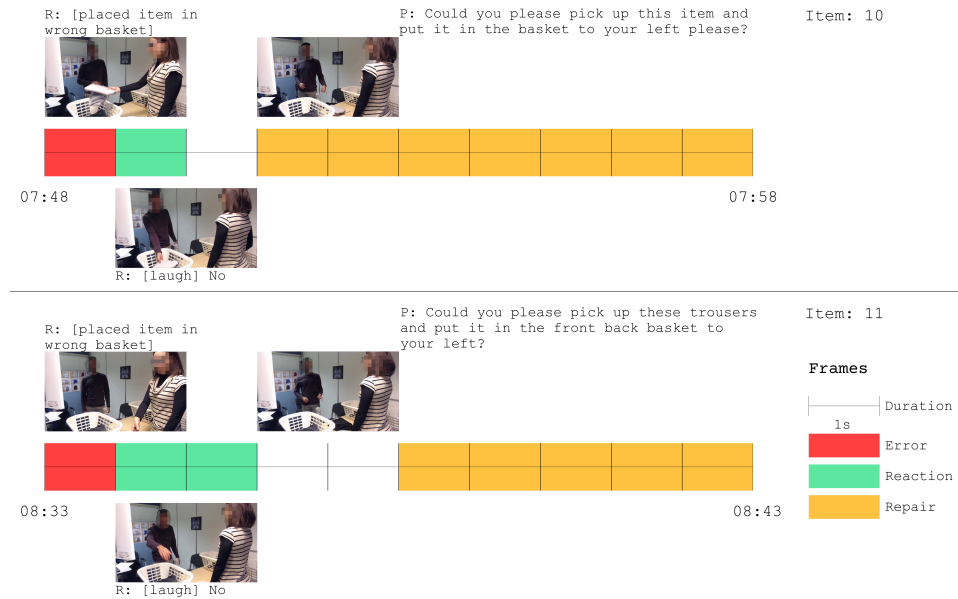 R: [placed item in
wrong basket]
P: Could you please pick up this item and
put it in the basket to your left please?
Item: 10
07:48
07:58
R: [laugh] No
R: [placed item in
wrong basket]
P: Could you please pick up these trousers
and put it in the front back basket to
your left?
Item: 11
Frames
Duration
1s
Error
Reaction
Repair
08:33
08:43
R: [laugh] No